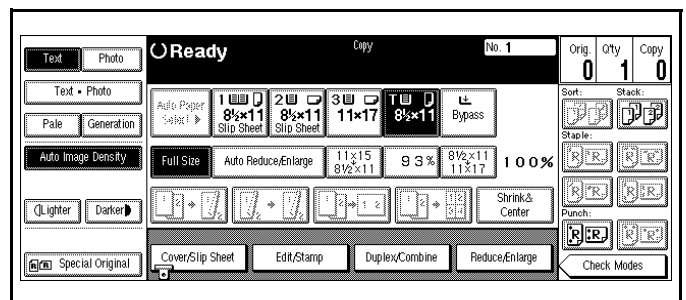 Ready
Copy
No. 1
Orig. Q'ty Copy
0 1 0
Text Photo
Text • Photo
Pale Generation
Auto Image Density
Lighter Darker
Special Original
Auto Paper
Select
1 2 3 T
8½×11 8½×11 11×17 8½×11 Bypass
Slip Sheet Slip Sheet
Full Size Auto Reduce/Enlarge 11×15 8½×11 93% 8½×11 11×17 100%
Shrink&
Center
Cover/Slip Sheet Edit/Stamp Duplex/Combine Reduce/Enlarge
Sort: Stack:
Staple:
Punch:
Check Modes